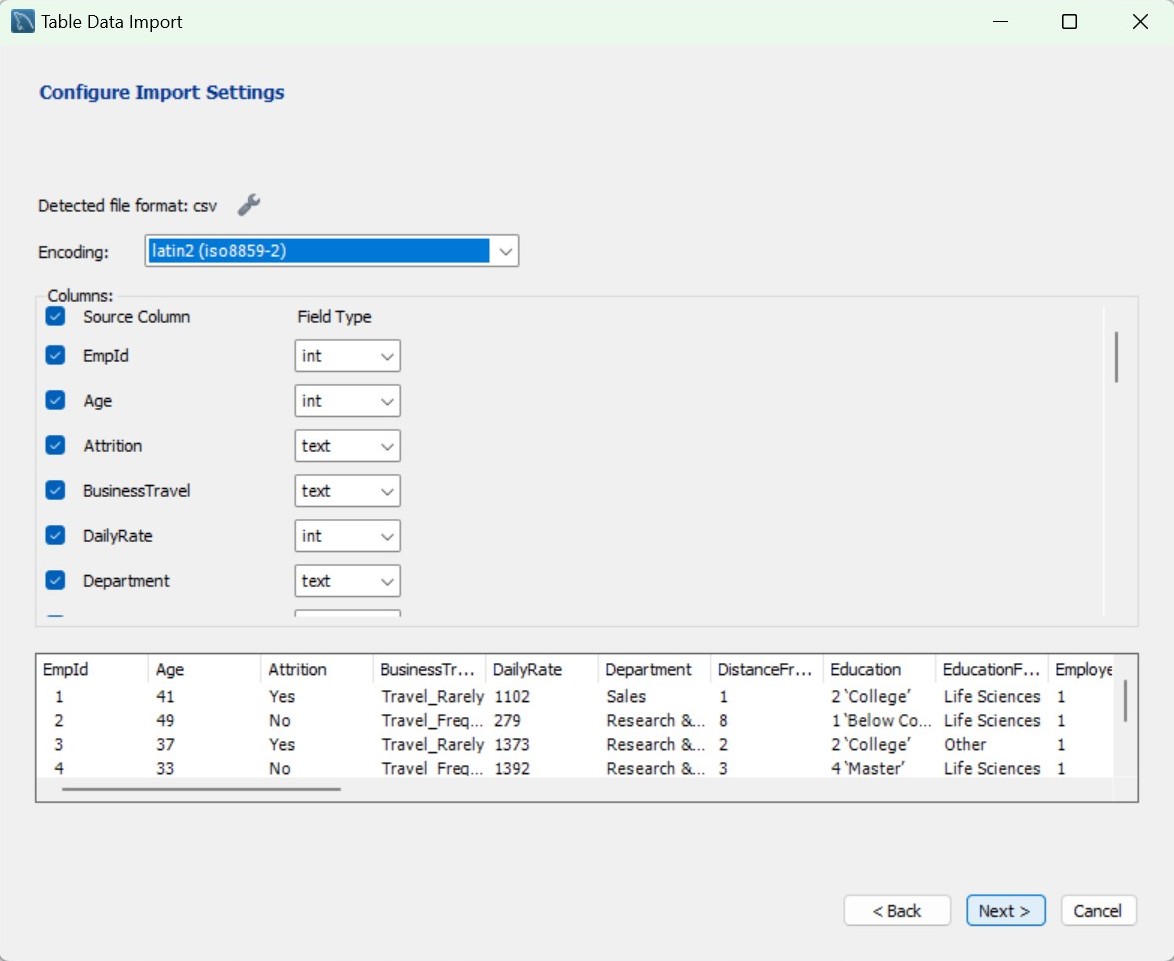 Table Data Import
Configure Import Settings
Detected file format: csv
Encoding: latin2 (iso8859-2)
Columns:
Source Column Field Type
EmpId int
Age int
Attrition text
BusinessTravel text
DailyRate int
Department text
EmpId Age Attrition BusinessTr... DailyRate Department DistanceFr... Education EducationF... Employe
1 41 Yes Travel_Rarely 1102 Sales 1 2 ‵College′ Life Sciences 1
2 49 No Travel_Freq... 279 Research &... 8 1 ‵Below Co... Life Sciences 1
3 37 Yes Travel_Rarely 1373 Research &... 2 2 ‵College′ Other 1
4 33 No Travel_Freq... 1392 Research &... 3 4 ‵Master′ Life Sciences 1
< Back Next > Cancel